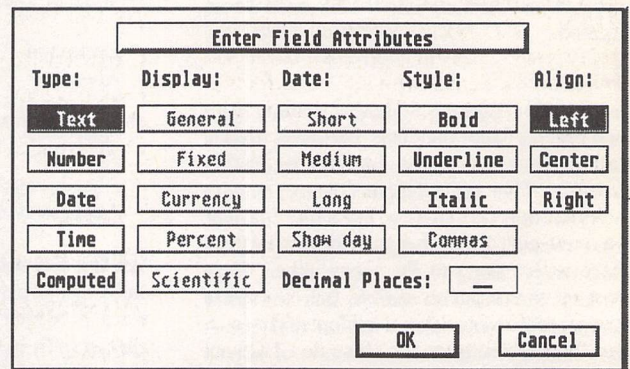 Enter Field Attributes
Type: Display: Date: Style: Align:
Text General Short Bold Left
Number Fixed Medium Underline Center
Date Currency Long Italic Right
Time Percent Show day Commas
Computed Scientific Decimal Places: __
OK Cancel